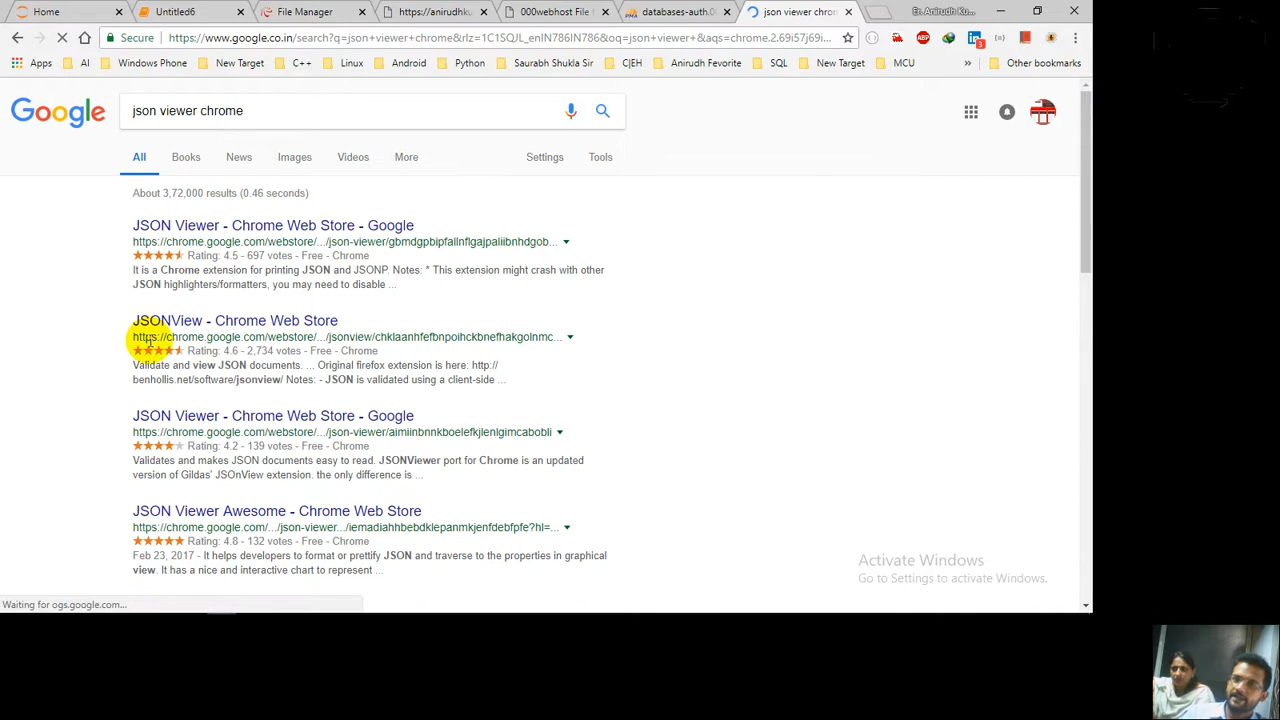 Home
Untitled6
File Manager
https://anirudhku
000webhost File
databases-auth.0
json viewer chrom
Er. Anirudh Ku...
Secure
https://www.google.co.in/search?q=json+viewer+chrome&rlz=1C1SQJL_enIN786IN786&oq=json+viewer+&aqs=chrome.2.69i57j69i...
ABP
3
Apps
AI
Windows Phone
New Target
C++
Linux
Android
Python
Saurabh Shukla Sir
C|EH
Anirudh Fevorite
SQL
New Target
MCU
»
Other bookmarks
Google
json viewer chrome
All
Books
News
Images
Videos
More
Settings
Tools
About 3,72,000 results (0.46 seconds)
JSON Viewer - Chrome Web Store - Google
https://chrome.google.com/webstore/.../json-viewer/gbmdgpbipfallnflgajpaliibnhdgob...
Rating: 4.5 - 697 votes - Free - Chrome
It is a Chrome extension for printing JSON and JSONP. Notes: * This extension might crash with other
JSON highlighters/formatters, you may need to disable ...
JSONView - Chrome Web Store
https://chrome.google.com/webstore/.../jsonview/chklaanhfefbnpoihckbnefhakgolnmc...
Rating: 4.6 - 2,734 votes - Free - Chrome
Validate and view JSON documents. ... Original firefox extension is here: http://
benhollis.net/software/jsonview/ Notes: - JSON is validated using a client-side ...
JSON Viewer - Chrome Web Store - Google
https://chrome.google.com/webstore/.../json-viewer/aimiinbnnkboelefkjlenlgimcabobli
Rating: 4.2 - 139 votes - Free - Chrome
Validates and makes JSON documents easy to read. JSONViewer port for Chrome is an updated
version of Gildas' JSOnView extension. the only difference is ...
JSON Viewer Awesome - Chrome Web Store
https://chrome.google.com/.../json-viewer.../iemadiahhbebdklepanmkjenfdebfpfe?hl=...
Rating: 4.8 - 132 votes - Free - Chrome
Feb 23, 2017 - It helps developers to format or prettify JSON and traverse to the properties in graphical
view. It has a nice and interactive chart to represent ...
Activate Windows
Go to Settings to activate Windows.
Waiting for ogs.google.com...